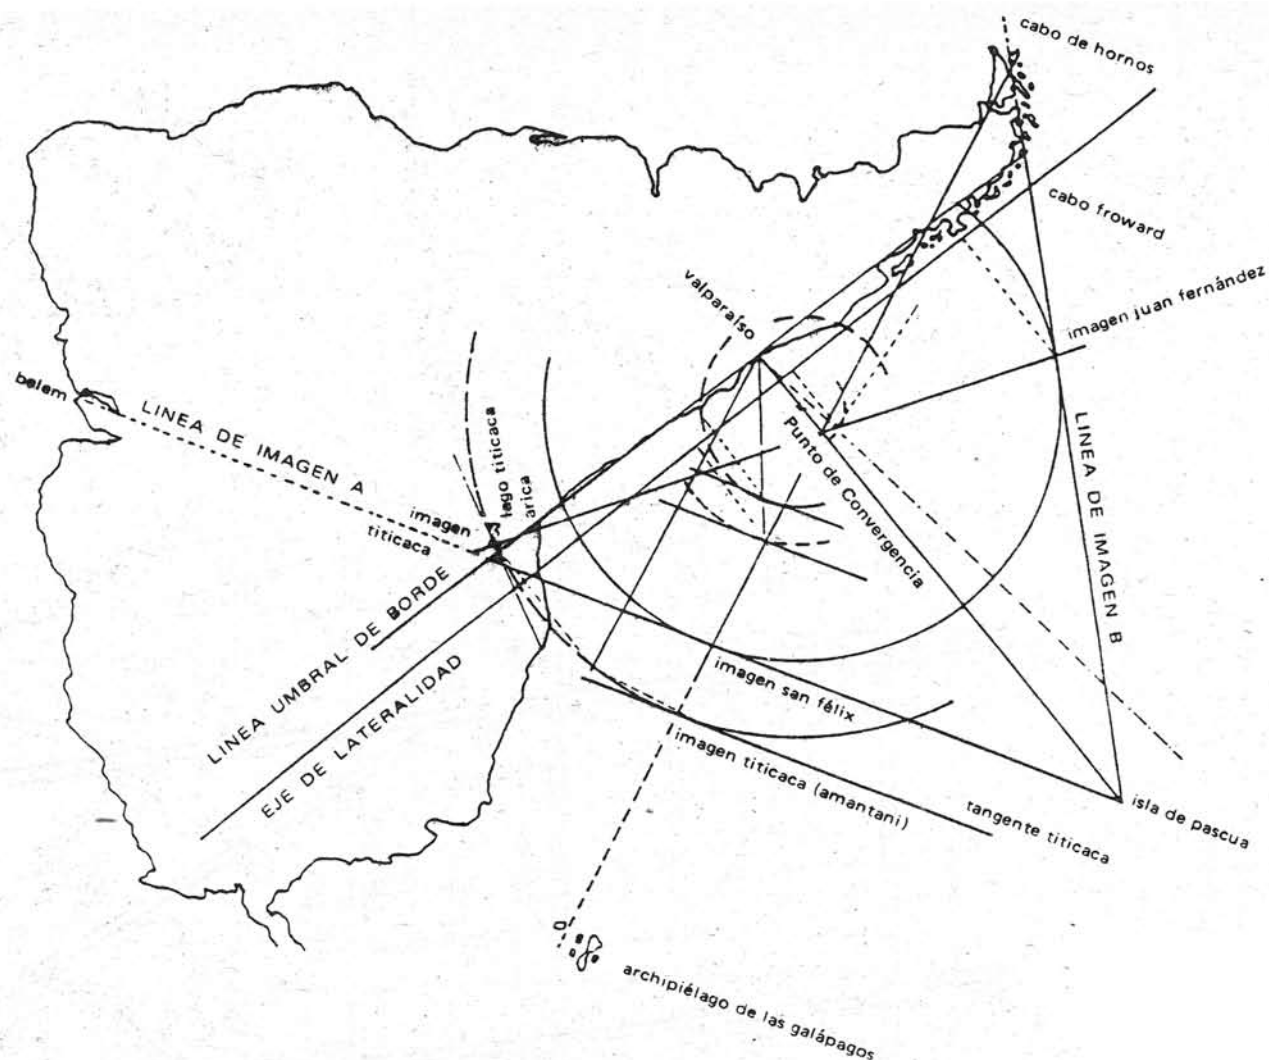 cabo de hornos
cabo froward
valparaíso
imagen juan fernández
belem
LINEA DE IMAGEN A
lago titicaca
arica
imagen
titicaca
Punto de Convergencia
LINEA DE IMAGEN B
LINEA UMBRAL DE BORDE
EJE DE LATERALIDAD
imagen san félix
imagen titicaca (amantani)
tangente titicaca
isla de pascua
archipiélago de las galápagos